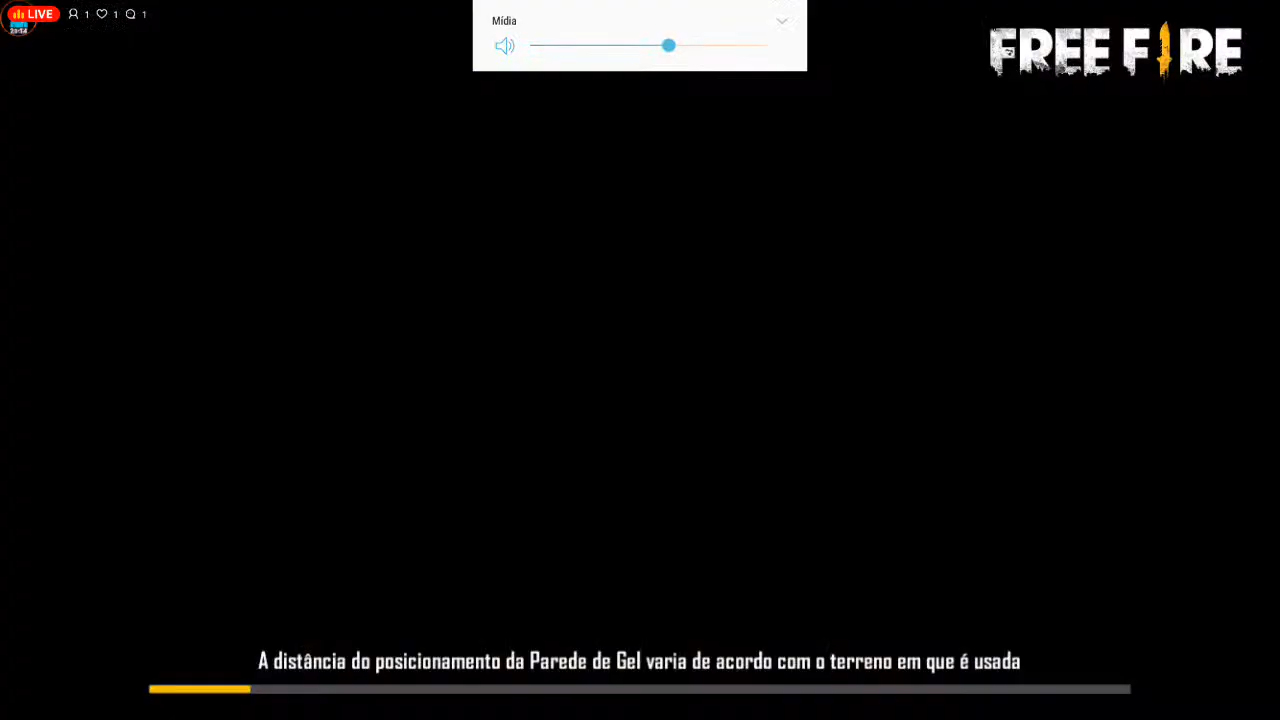 LIVE 1 1 1
Mídia
FREE FIRE
A distância do posicionamento da Parede de Gel varia de acordo com o terreno em que é usada